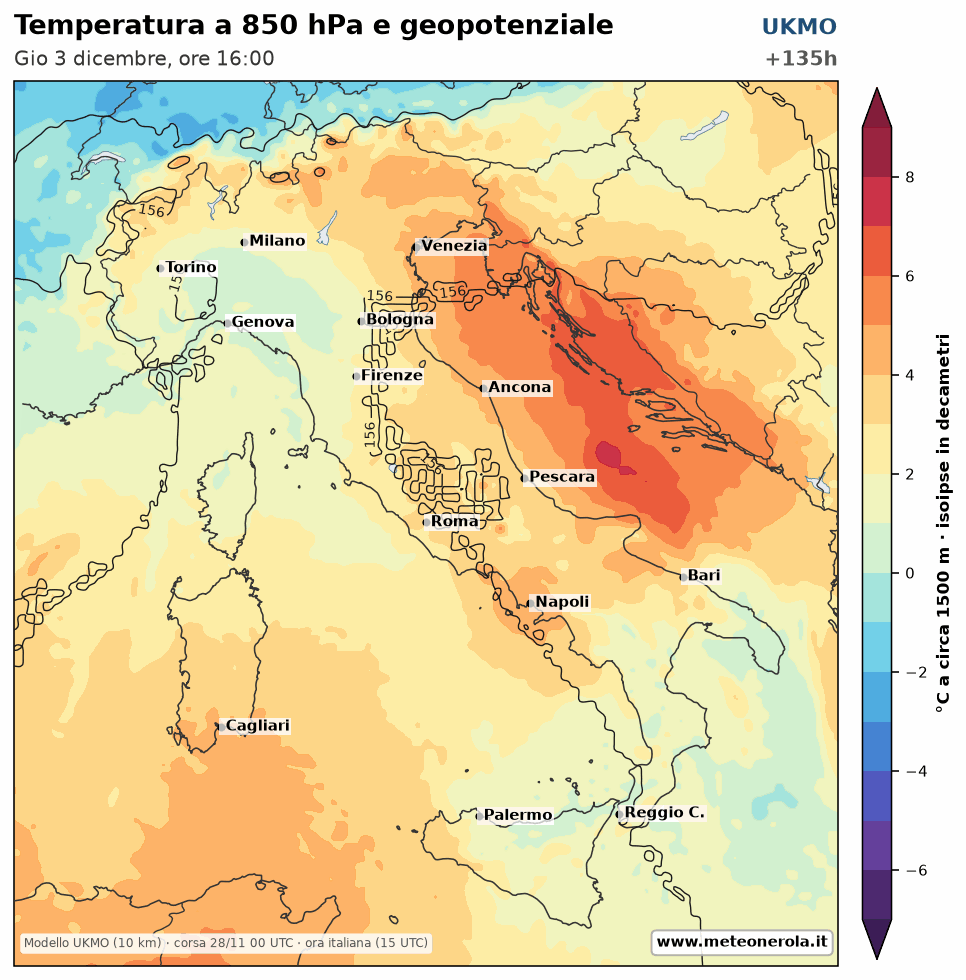 Temperatura a 850 hPa e geopotenziale
UKMO
Gio 3 dicembre, ore 16:00
+135h
156
Milano
Torino
15
Venezia
156
156
Bologna
Genova
Firenze
Ancona
156
Pescara
Roma
Bari
Napoli
Cagliari
Palermo
Reggio C.
8
6
4
2
0
−2
−4
−6
°C a circa 1500 m · isoipse in decametri
Modello UKMO (10 km) · corsa 28/11 00 UTC · ora italiana (15 UTC)
www.meteonerola.it